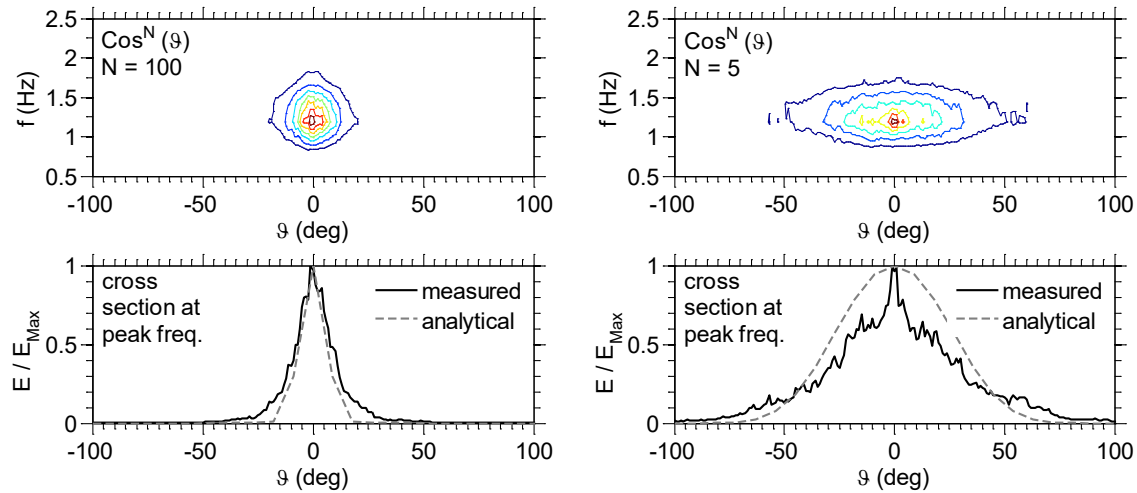 2.5
2
1.5
1
0.5
f (Hz)
Cos^N (ϑ)
N = 100
-100 -50 0 50 100
ϑ (deg)
2.5
2
1.5
1
0.5
f (Hz)
Cos^N (ϑ)
N = 5
-100 -50 0 50 100
ϑ (deg)
1
0.5
0
E / E_Max
cross
section at
peak freq.
measured
analytical
-100 -50 0 50 100
ϑ (deg)
1
0.5
0
E / E_Max
cross
section at
peak freq.
measured
analytical
-100 -50 0 50 100
ϑ (deg)